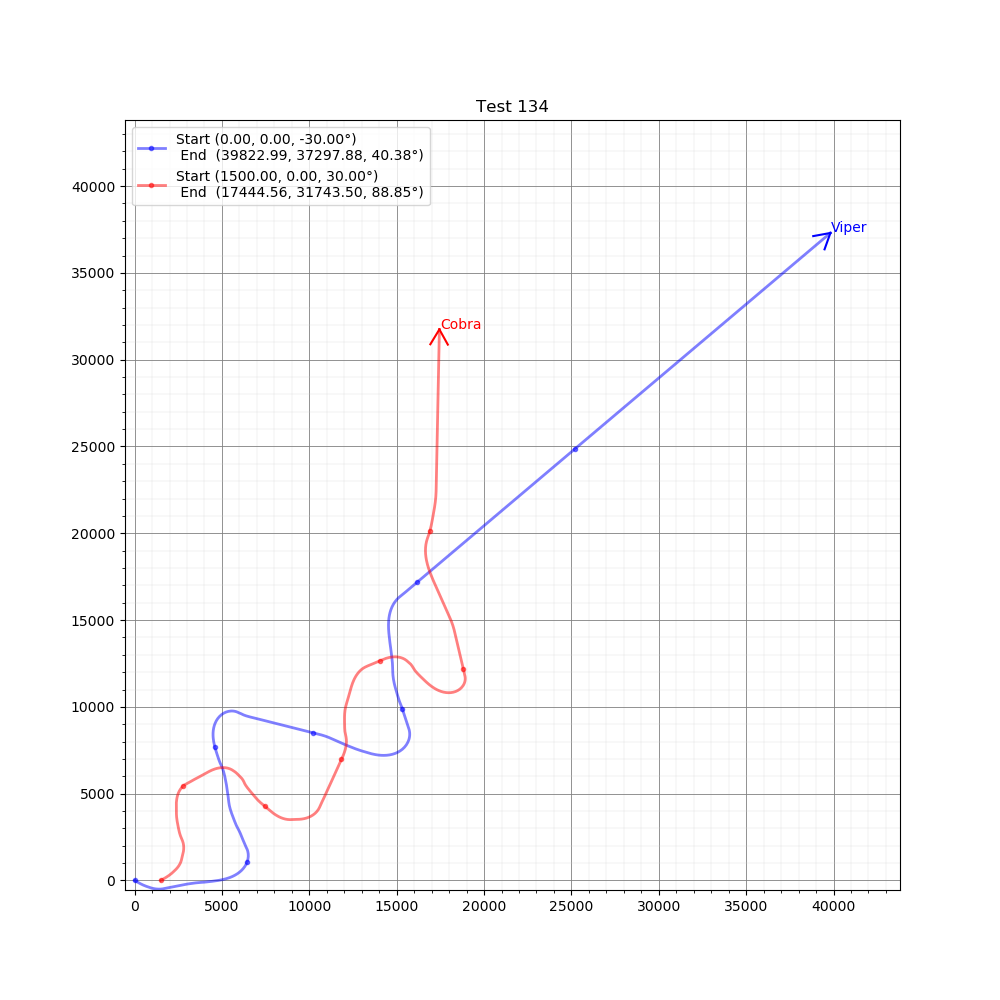 Test 134
Start (0.00, 0.00, -30.00°)
End  (39822.99, 37297.88, 40.38°)
Start (1500.00, 0.00, 30.00°)
End  (17444.56, 31743.50, 88.85°)
Viper
Cobra
40000
35000
30000
25000
20000
15000
10000
5000
0
0 5000 10000 15000 20000 25000 30000 35000 40000